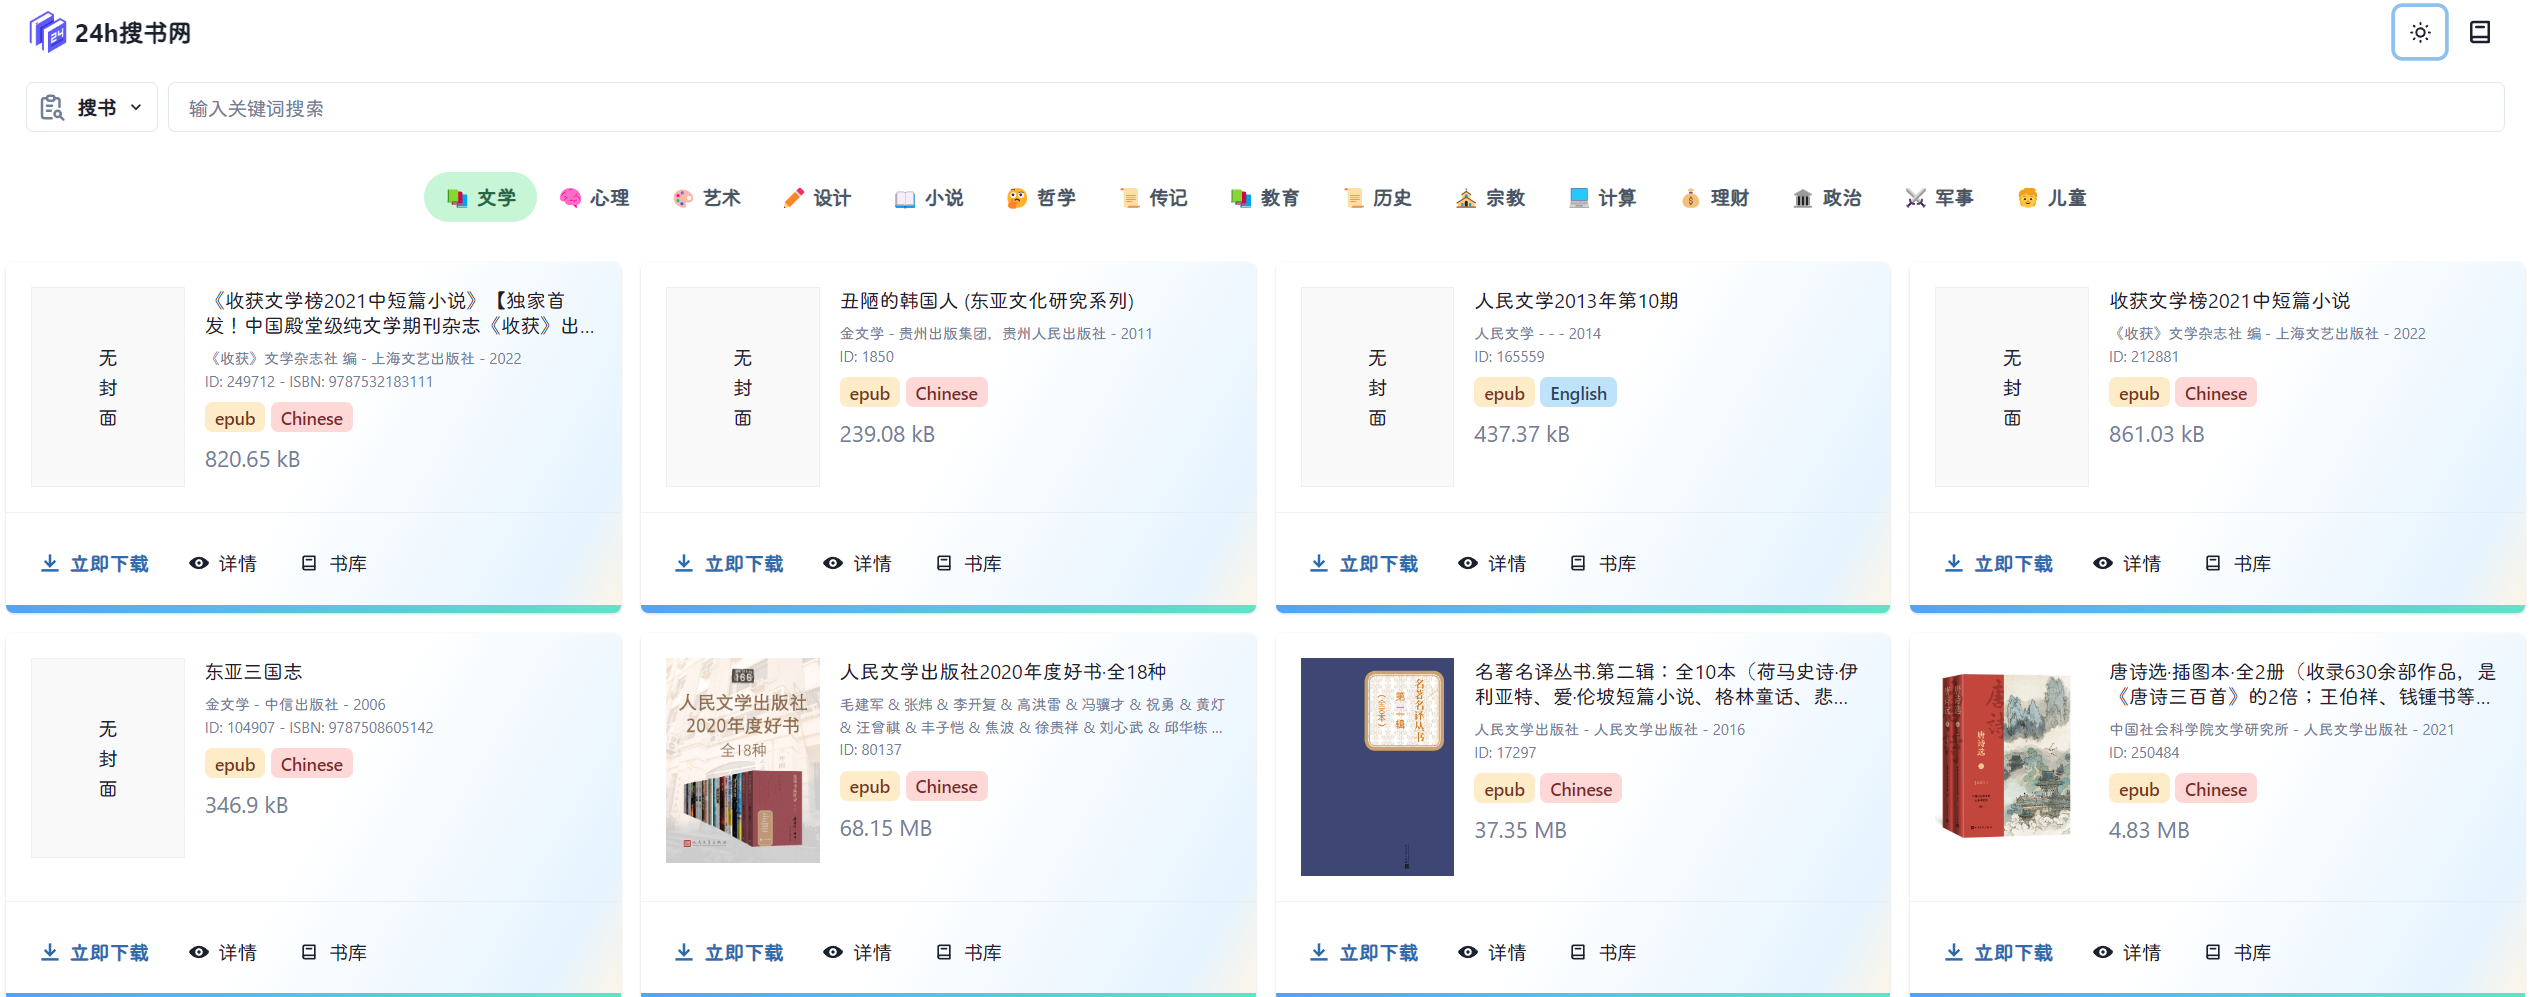 24h搜书网
搜书
输入关键词搜索
文学 心理 艺术 设计 小说 哲学 传记 教育 历史 宗教 计算 理财 政治 军事 儿童
无
封
面
《收获文学榜2021中短篇小说》【独家首
发！中国殿堂级纯文学期刊杂志《收获》出...
《收获》文学杂志社 编 - 上海文艺出版社 - 2022
ID: 249712 - ISBN: 9787532183111
epub Chinese
820.65 kB
立即下载 详情 书库
无
封
面
丑陋的韩国人 (东亚文化研究系列)
金文学 - 贵州出版集团，贵州人民出版社 - 2011
ID: 1850
epub Chinese
239.08 kB
立即下载 详情 书库
无
封
面
人民文学2013年第10期
人民文学 - - - 2014
ID: 165559
epub English
437.37 kB
立即下载 详情 书库
无
封
面
收获文学榜2021中短篇小说
《收获》文学杂志社 编 - 上海文艺出版社 - 2022
ID: 212881
epub Chinese
861.03 kB
立即下载 详情 书库
无
封
面
东亚三国志
金文学 - 中信出版社 - 2006
ID: 104907 - ISBN: 9787508605142
epub Chinese
346.9 kB
立即下载 详情 书库
166
人民文学出版社
2020年度好书
全18种
人民文学出版社2020年度好书·全18种
毛建军 & 张炜 & 李开复 & 高洪雷 & 冯骥才 & 祝勇 & 黄灯
& 汪曾祺 & 丰子恺 & 焦波 & 徐贵祥 & 刘心武 & 邱华栋 ...
ID: 80137
epub Chinese
68.15 MB
立即下载 详情 书库
名著名译丛书
第二辑
（全10本）
名著名译丛书.第二辑：全10本（荷马史诗·伊
利亚特、爱·伦坡短篇小说、格林童话、悲...
人民文学出版社 - 人民文学出版社 - 2016
ID: 17297
epub Chinese
37.35 MB
立即下载 详情 书库
唐诗选
唐诗选·插图本·全2册（收录630余部作品，是
《唐诗三百首》的2倍；王伯祥、钱锺书等...
中国社会科学院文学研究所 - 人民文学出版社 - 2021
ID: 250484
epub Chinese
4.83 MB
立即下载 详情 书库